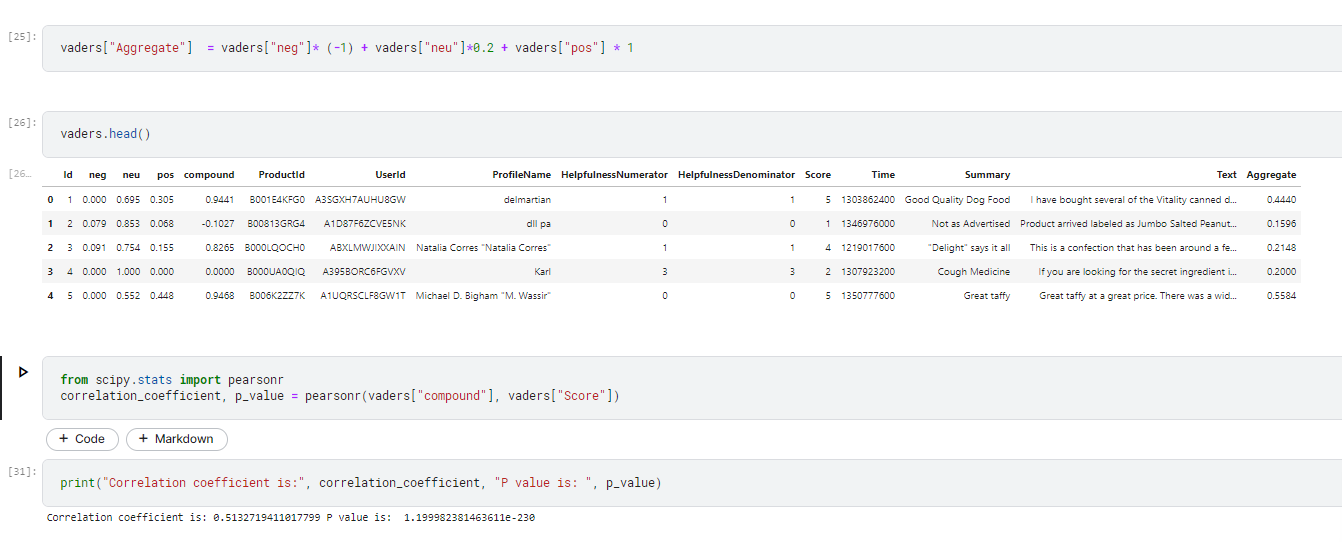 [25]:
vaders["Aggregate"]  = vaders["neg"]* (-1) + vaders["neu"]*0.2 + vaders["pos"] * 1
[26]:
vaders.head()
[26...
Id neg neu pos compound ProductId UserId ProfileName HelpfulnessNumerator HelpfulnessDenominator Score Time Summary Text Aggregate
0 1 0.000 0.695 0.305 0.9441 B001E4KFG0 A3SGXH7AUHU8GW delmartian 1 1 5 1303862400 Good Quality Dog Food I have bought several of the Vitality canned d... 0.4440
1 2 0.079 0.853 0.068 -0.1027 B00813GRG4 A1D87F6ZCVE5NK dll pa 0 0 1 1346976000 Not as Advertised Product arrived labeled as Jumbo Salted Peanut... 0.1596
2 3 0.091 0.754 0.155 0.8265 B000LQOCH0 ABXLMWJIXXAIN Natalia Corres "Natalia Corres" 1 1 4 1219017600 "Delight" says it all This is a confection that has been around a fe... 0.2148
3 4 0.000 1.000 0.000 0.0000 B000UA0QIQ A395BORC6FGVXV Karl 3 3 2 1307923200 Cough Medicine If you are looking for the secret ingredient i... 0.2000
4 5 0.000 0.552 0.448 0.9468 B006K2ZZ7K A1UQRSCLF8GW1T Michael D. Bigham "M. Wassir" 0 0 5 1350777600 Great taffy Great taffy at a great price. There was a wid... 0.5584
from scipy.stats import pearsonr
correlation_coefficient, p_value = pearsonr(vaders["compound"], vaders["Score"])
+ Code + Markdown
[31]:
print("Correlation coefficient is:", correlation_coefficient, "P value is: ", p_value)
Correlation coefficient is: 0.5132719411017799 P value is:  1.199982381463611e-230